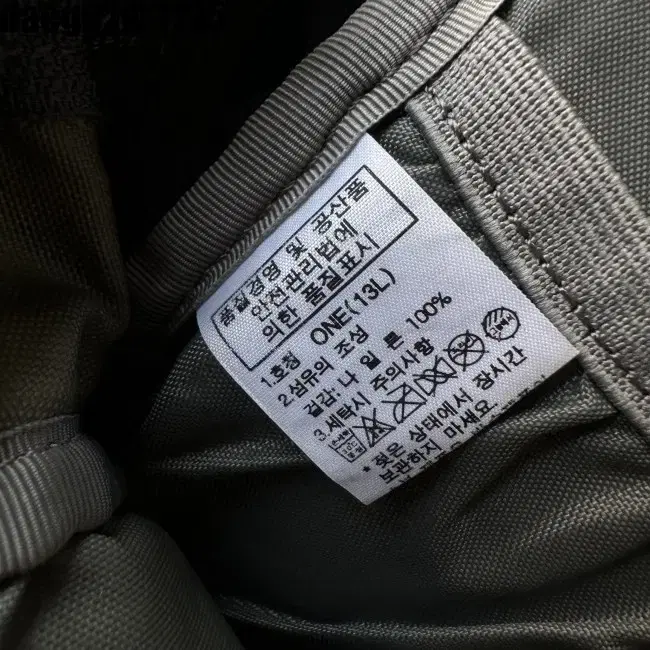 품질경영 및 공산품
안전관리법에
의한 품질표시
1.호칭 ONE(13L)
2.섬유의 조성
겉감: 나 일 론 100%
3.세탁시 주의사항
* 젖은 상태에서 장시간
보관하지 마세요